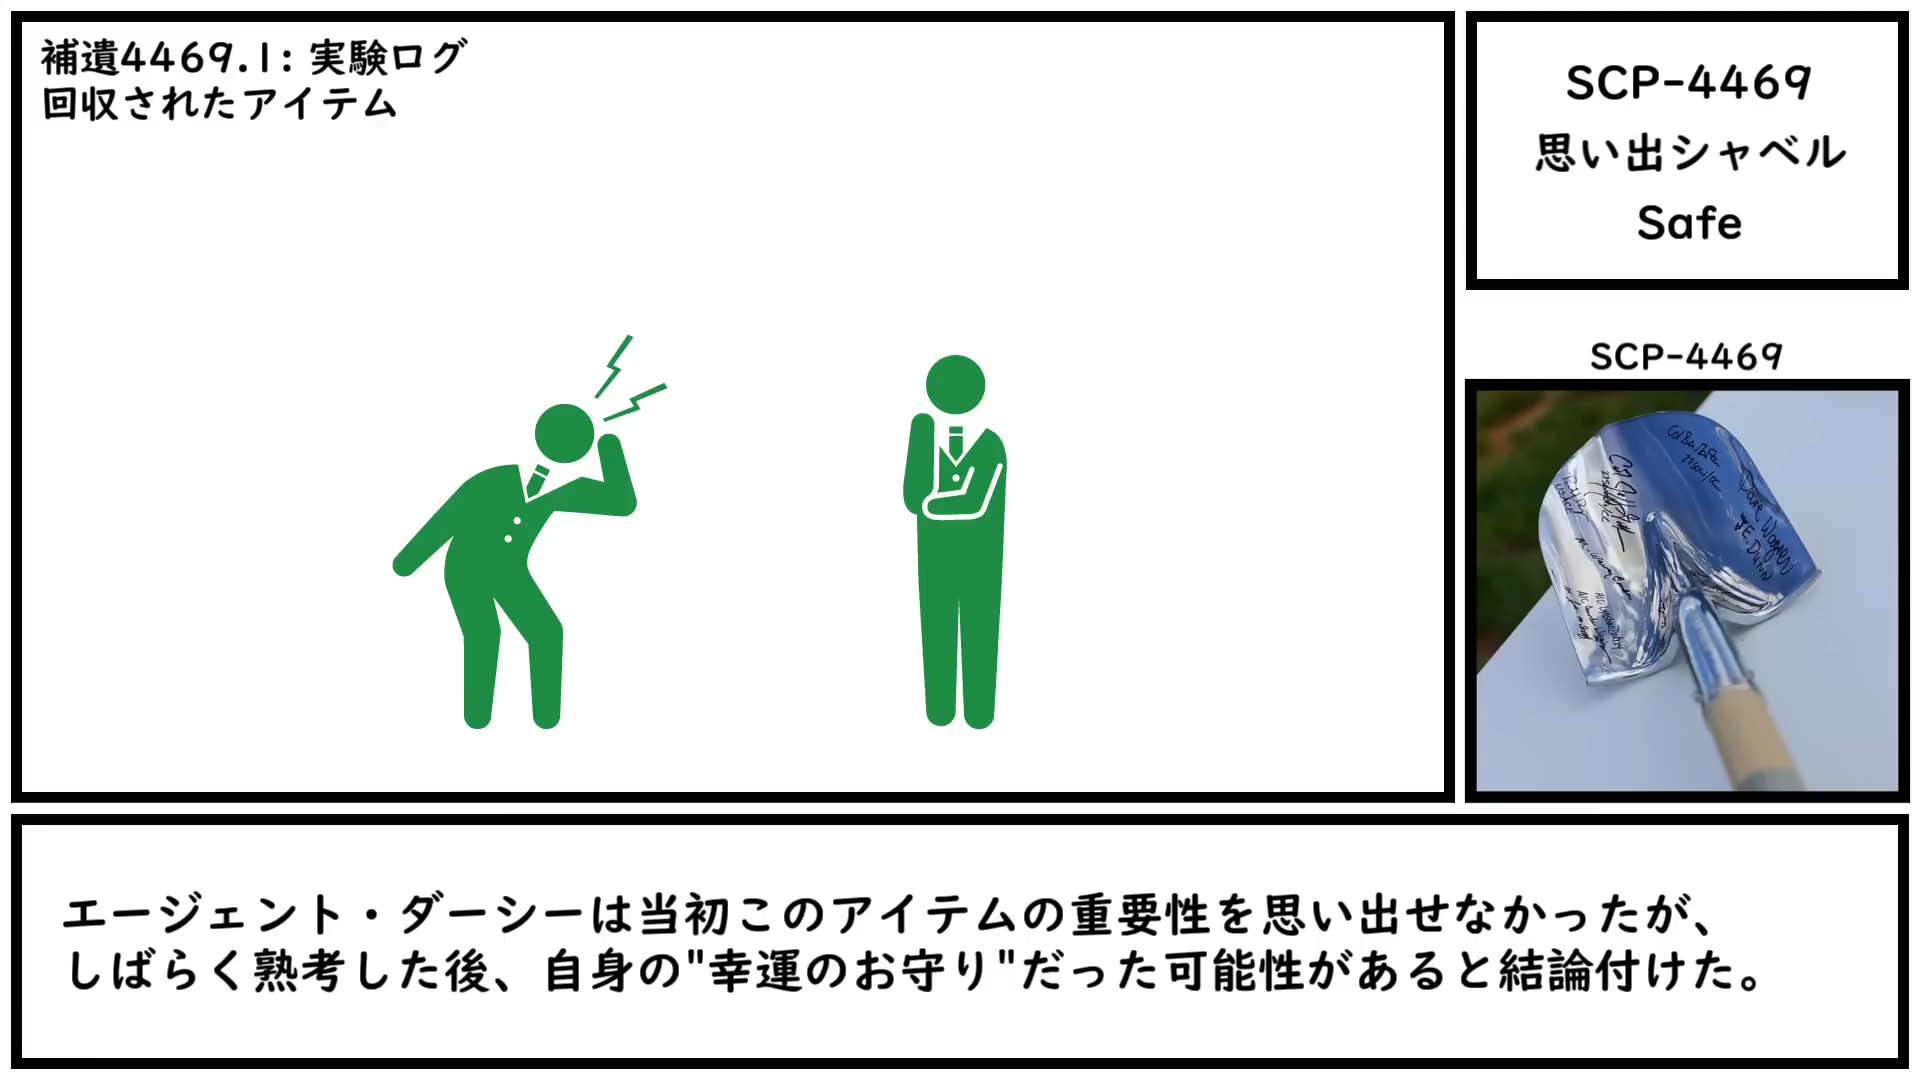 補遺4469.1: 実験ログ
回収されたアイテム
SCP-4469
思い出シャベル
Safe
SCP-4469
エージェント・ダーシーは当初このアイテムの重要性を思い出せなかったが、
しばらく熟考した後、自身の"幸運のお守り"だった可能性があると結論付けた。